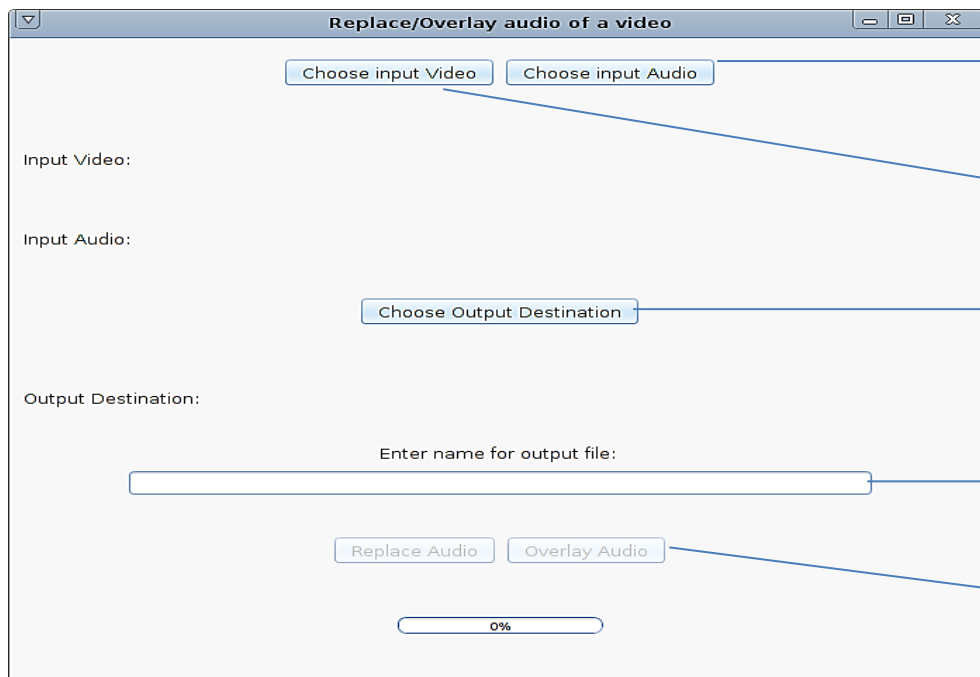 Replace/Overlay audio of a video
Choose input Video Choose input Audio
Input Video:
Input Audio:
Choose Output Destination
Output Destination:
Enter name for output file:
Replace Audio Overlay Audio
0%